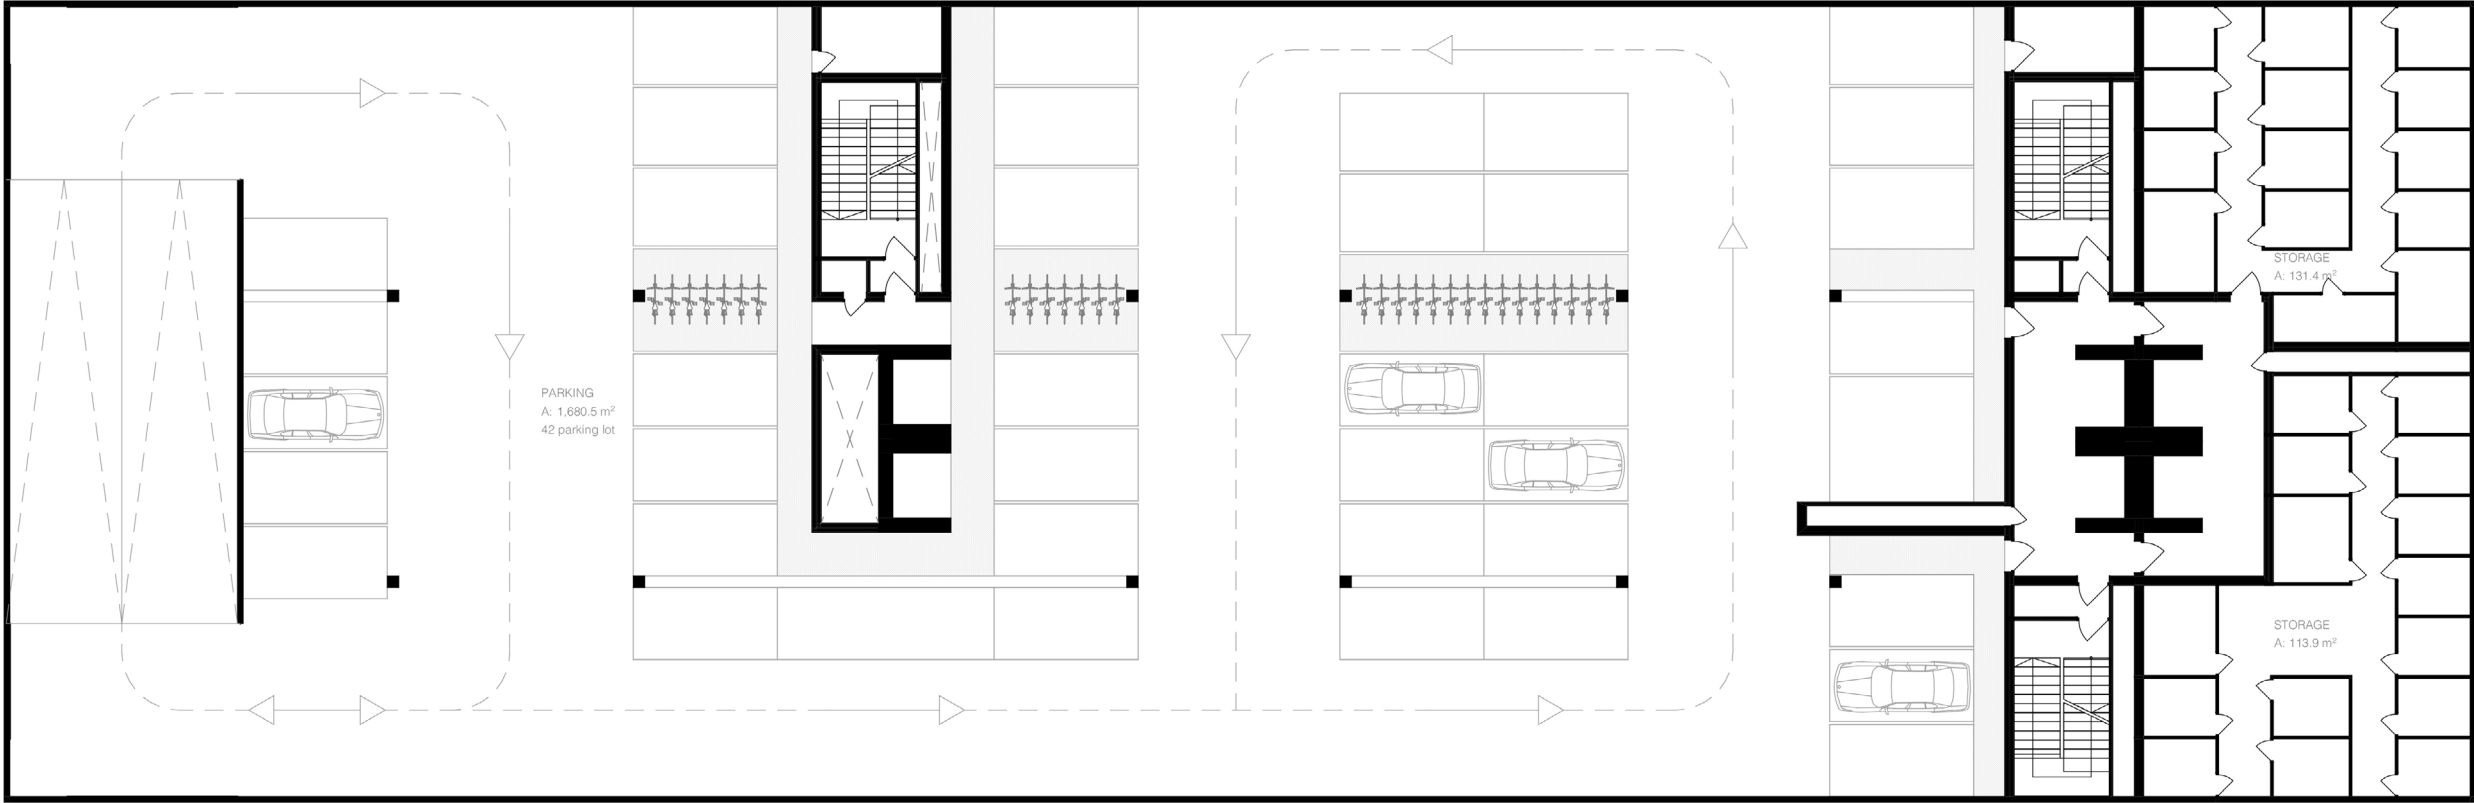 PARKING
A: 1,680.5 m²
42 parking lot
STORAGE
A: 131.4 m²
STORAGE
A: 113.9 m²